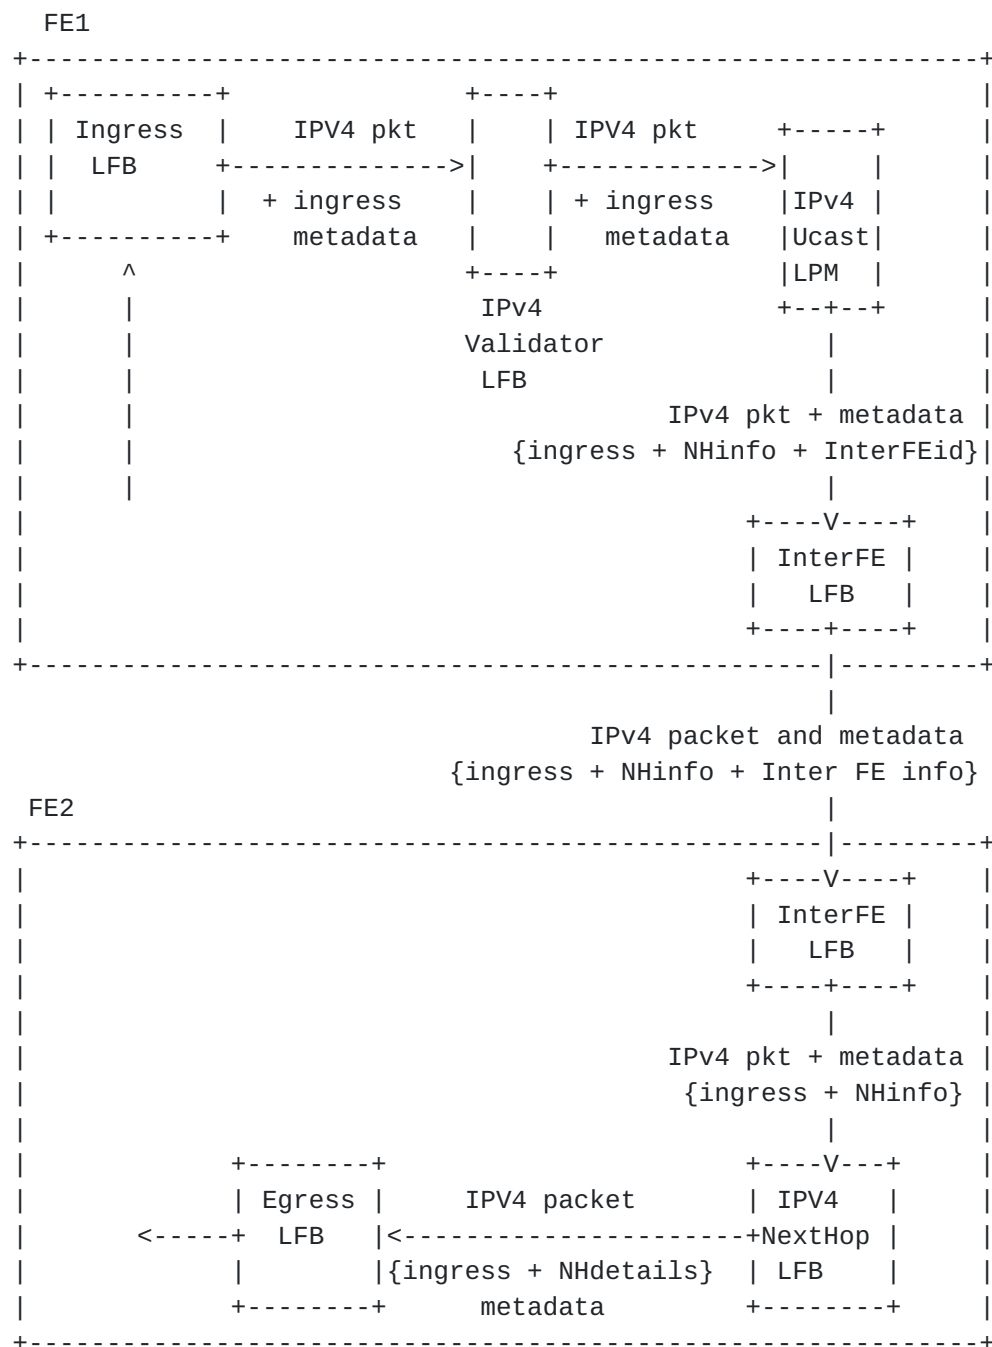 FE1
+-------------------------------------------------------------+
| +----------+               +----+                           |
| | Ingress  |    IPV4 pkt   |    | IPV4 pkt     +-----+      |
| |  LFB     +-------------->|    +------------->|     |      |
| |          |  + ingress    |    | + ingress    |IPv4 |      |
| +----------+    metadata   |    |   metadata   |Ucast|      |
|      ^                     +----+              |LPM  |      |
|      |                      IPv4               +--+--+      |
|      |                     Validator              |         |
|      |                      LFB                   |         |
|      |                                  IPv4 pkt + metadata |
|      |                        {ingress + NHinfo + InterFEid}|
|      |                                            |         |
|                                              +----V----+    |
|                                              | InterFE |    |
|                                              |   LFB   |    |
|                                              +----+----+    |
+---------------------------------------------------|---------+
                                                    |
                                     IPv4 packet and metadata
                            {ingress + NHinfo + Inter FE info}
 FE2                                                |
+---------------------------------------------------|---------+
|                                              +----V----+    |
|                                              | InterFE |    |
|                                              |   LFB   |    |
|                                              +----+----+    |
|                                                   |         |
|                                         IPv4 pkt + metadata |
|                                          {ingress + NHinfo} |
|                                                   |         |
|             +--------+                       +----V---+     |
|             | Egress |     IPV4 packet       | IPV4   |     |
|       <-----+  LFB   |<----------------------+NextHop |     |
|             |        |{ingress + NHdetails}  | LFB    |     |
|             +--------+      metadata         +--------+     |
+-------------------------------------------------------------+